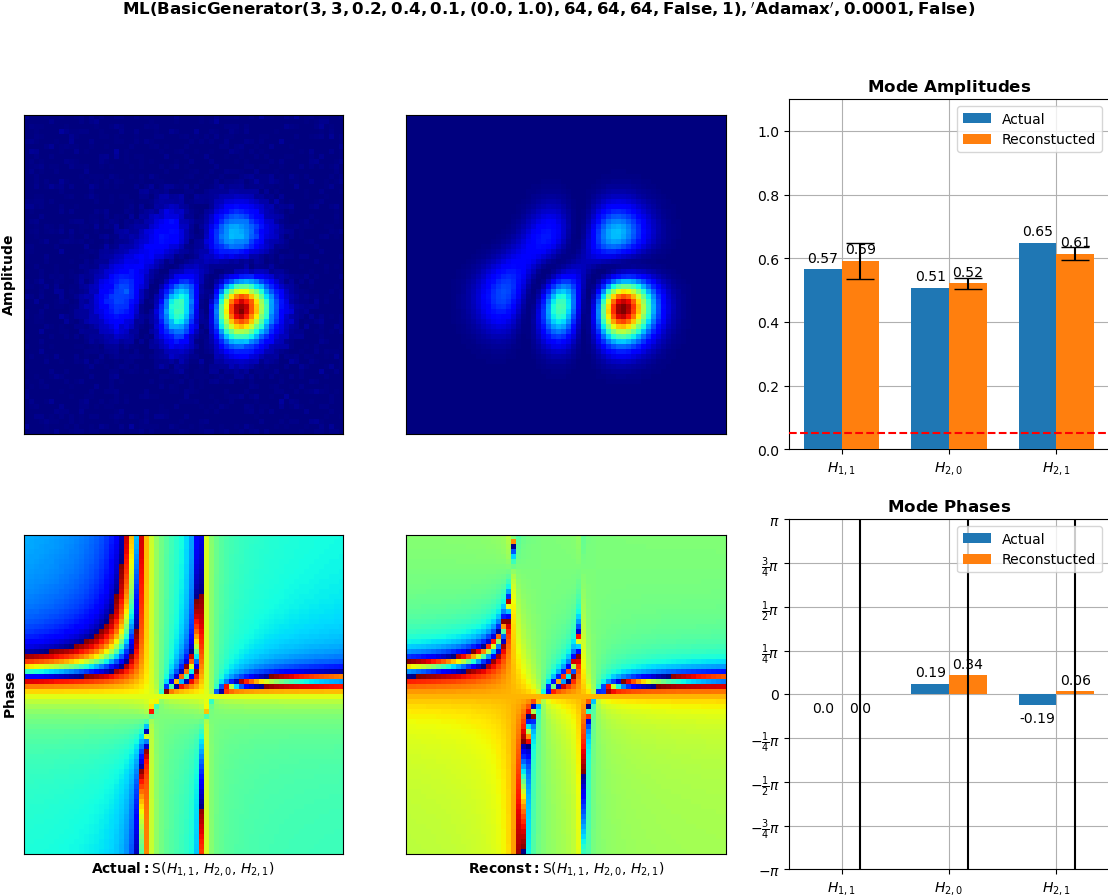 ML(BasicGenerator(3, 3, 0.2, 0.4, 0.1, (0.0, 1.0), 64, 64, 64, False, 1), ′Adamax′, 0.0001, False)
Amplitude
Mode Amplitudes
Actual
Reconstucted
1.0
0.8
0.6
0.4
0.2
0.0
0.57
0.59
0.51
0.52
0.65
0.61
H1,1
H2,0
H2,1
Phase
Actual: S(H1,1, H2,0, H2,1)
Reconst: S(H1,1, H2,0, H2,1)
Mode Phases
Actual
Reconstucted
π
3/4π
1/2π
1/4π
0
−1/4π
−1/2π
−3/4π
−π
0.0
0.0
0.19
0.34
-0.19
0.06
H1,1
H2,0
H2,1